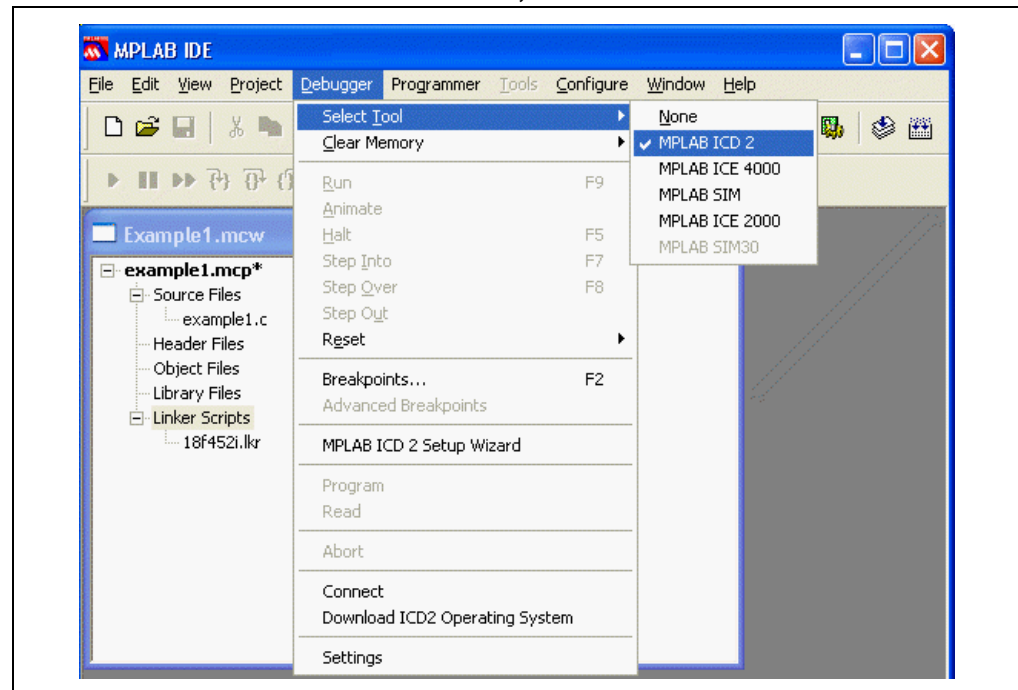 MPLAB IDE
File Edit View Project Debugger Programmer Tools Configure Window Help
Select Tool
Clear Memory
Run F9
Animate
Halt F5
Step Into F7
Step Over F8
Step Out
Reset
Breakpoints... F2
Advanced Breakpoints
MPLAB ICD 2 Setup Wizard
Program
Read
Abort
Connect
Download ICD2 Operating System
Settings
None
MPLAB ICD 2
MPLAB ICE 4000
MPLAB SIM
MPLAB ICE 2000
MPLAB SIM30
Example1.mcw
example1.mcp*
Source Files
example1.c
Header Files
Object Files
Library Files
Linker Scripts
18f452i.lkr